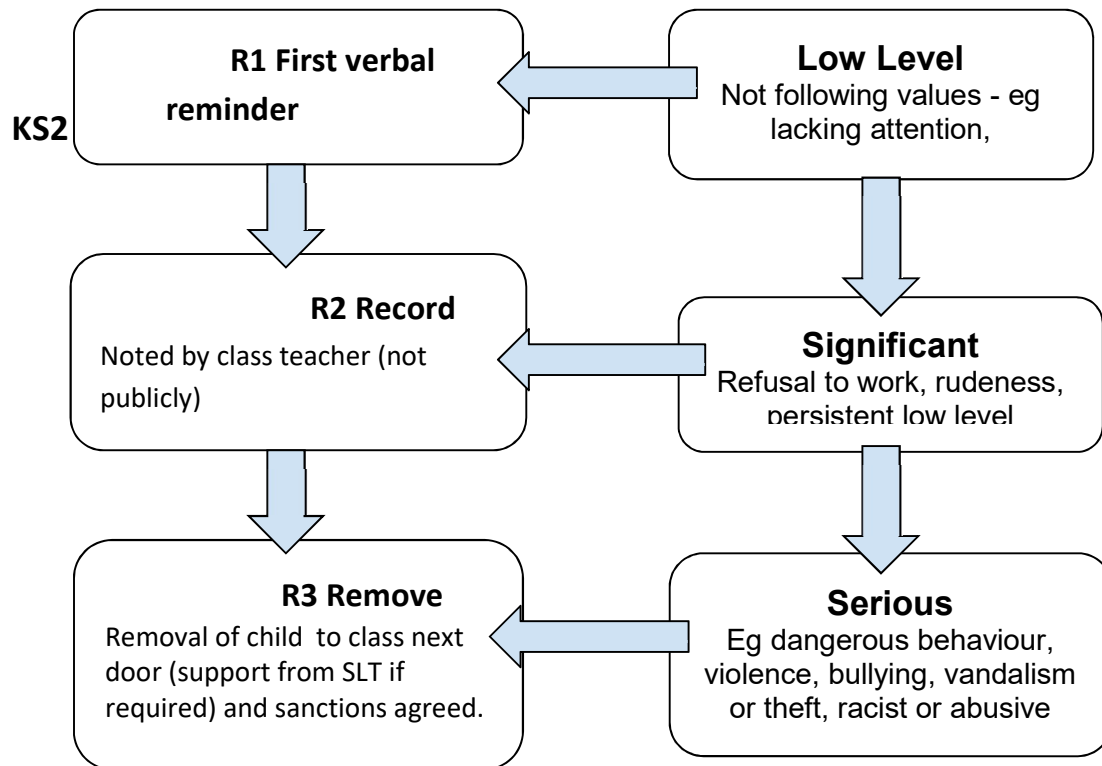 KS2
R1 First verbal
reminder
Low Level
Not following values - eg
lacking attention,
R2 Record
Noted by class teacher (not
publicly)
Significant
Refusal to work, rudeness,
persistent low level
R3 Remove
Removal of child  to class next
door (support from SLT if
required) and sanctions agreed.
Serious
Eg dangerous behaviour,
violence, bullying, vandalism
or theft, racist or abusive